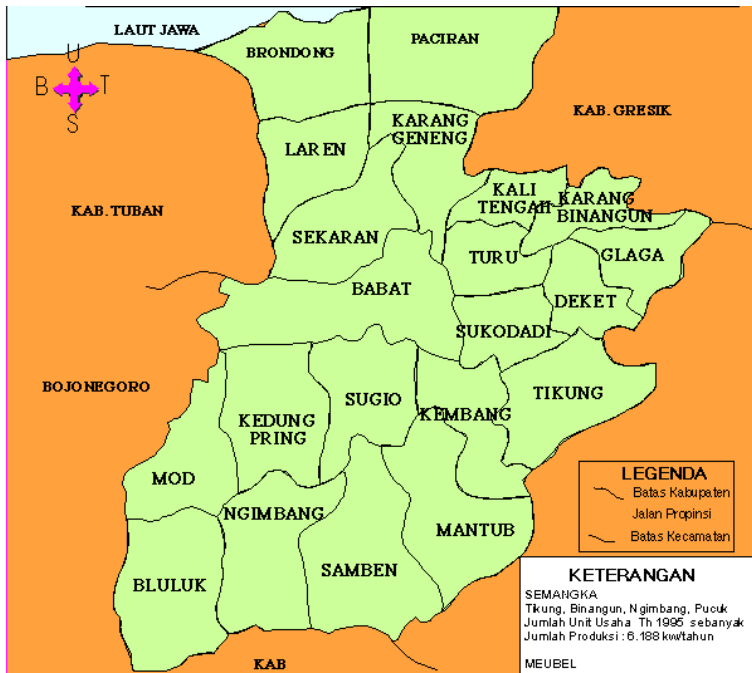 LAUT JAWA
U
B
T
S
BRONDONG
PACIRAN
KAB. GRESIK
KARANG
GENENG
LAREN
KALI
TENGAH
KARANG
BINANGUN
KAB. TUBAN
SEKARAN
TURU
GLAGA
BABAT
DEKET
SUKODADI
BOJONEGORO
SUGIO
KEMBANG
TIKUNG
KEDUNG
PRING
MOD
NGIMBANG
MANTUB
BLULUK
SAMBEN
KAB
LEGENDA
Batas Kabupaten
Jalan Propinsi
Batas Kecamatan
KETERANGAN
SEMANGKA
Tikung, Binangun, Ngimbang, Pucuk
Jumlah Unit Usaha Th 1995 sebanyak
Jumlah Produksi : 6.188 kw/tahun
MEUBEL